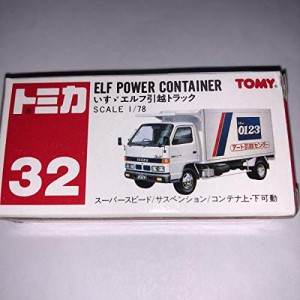 トミカ
ELF POWER CONTAINER
TOMY
いすゞエルフ引越トラック
SCALE 1/78
0123
アート引越センター
32
スーパースピード/サスペンション/コンテナ上・下可動